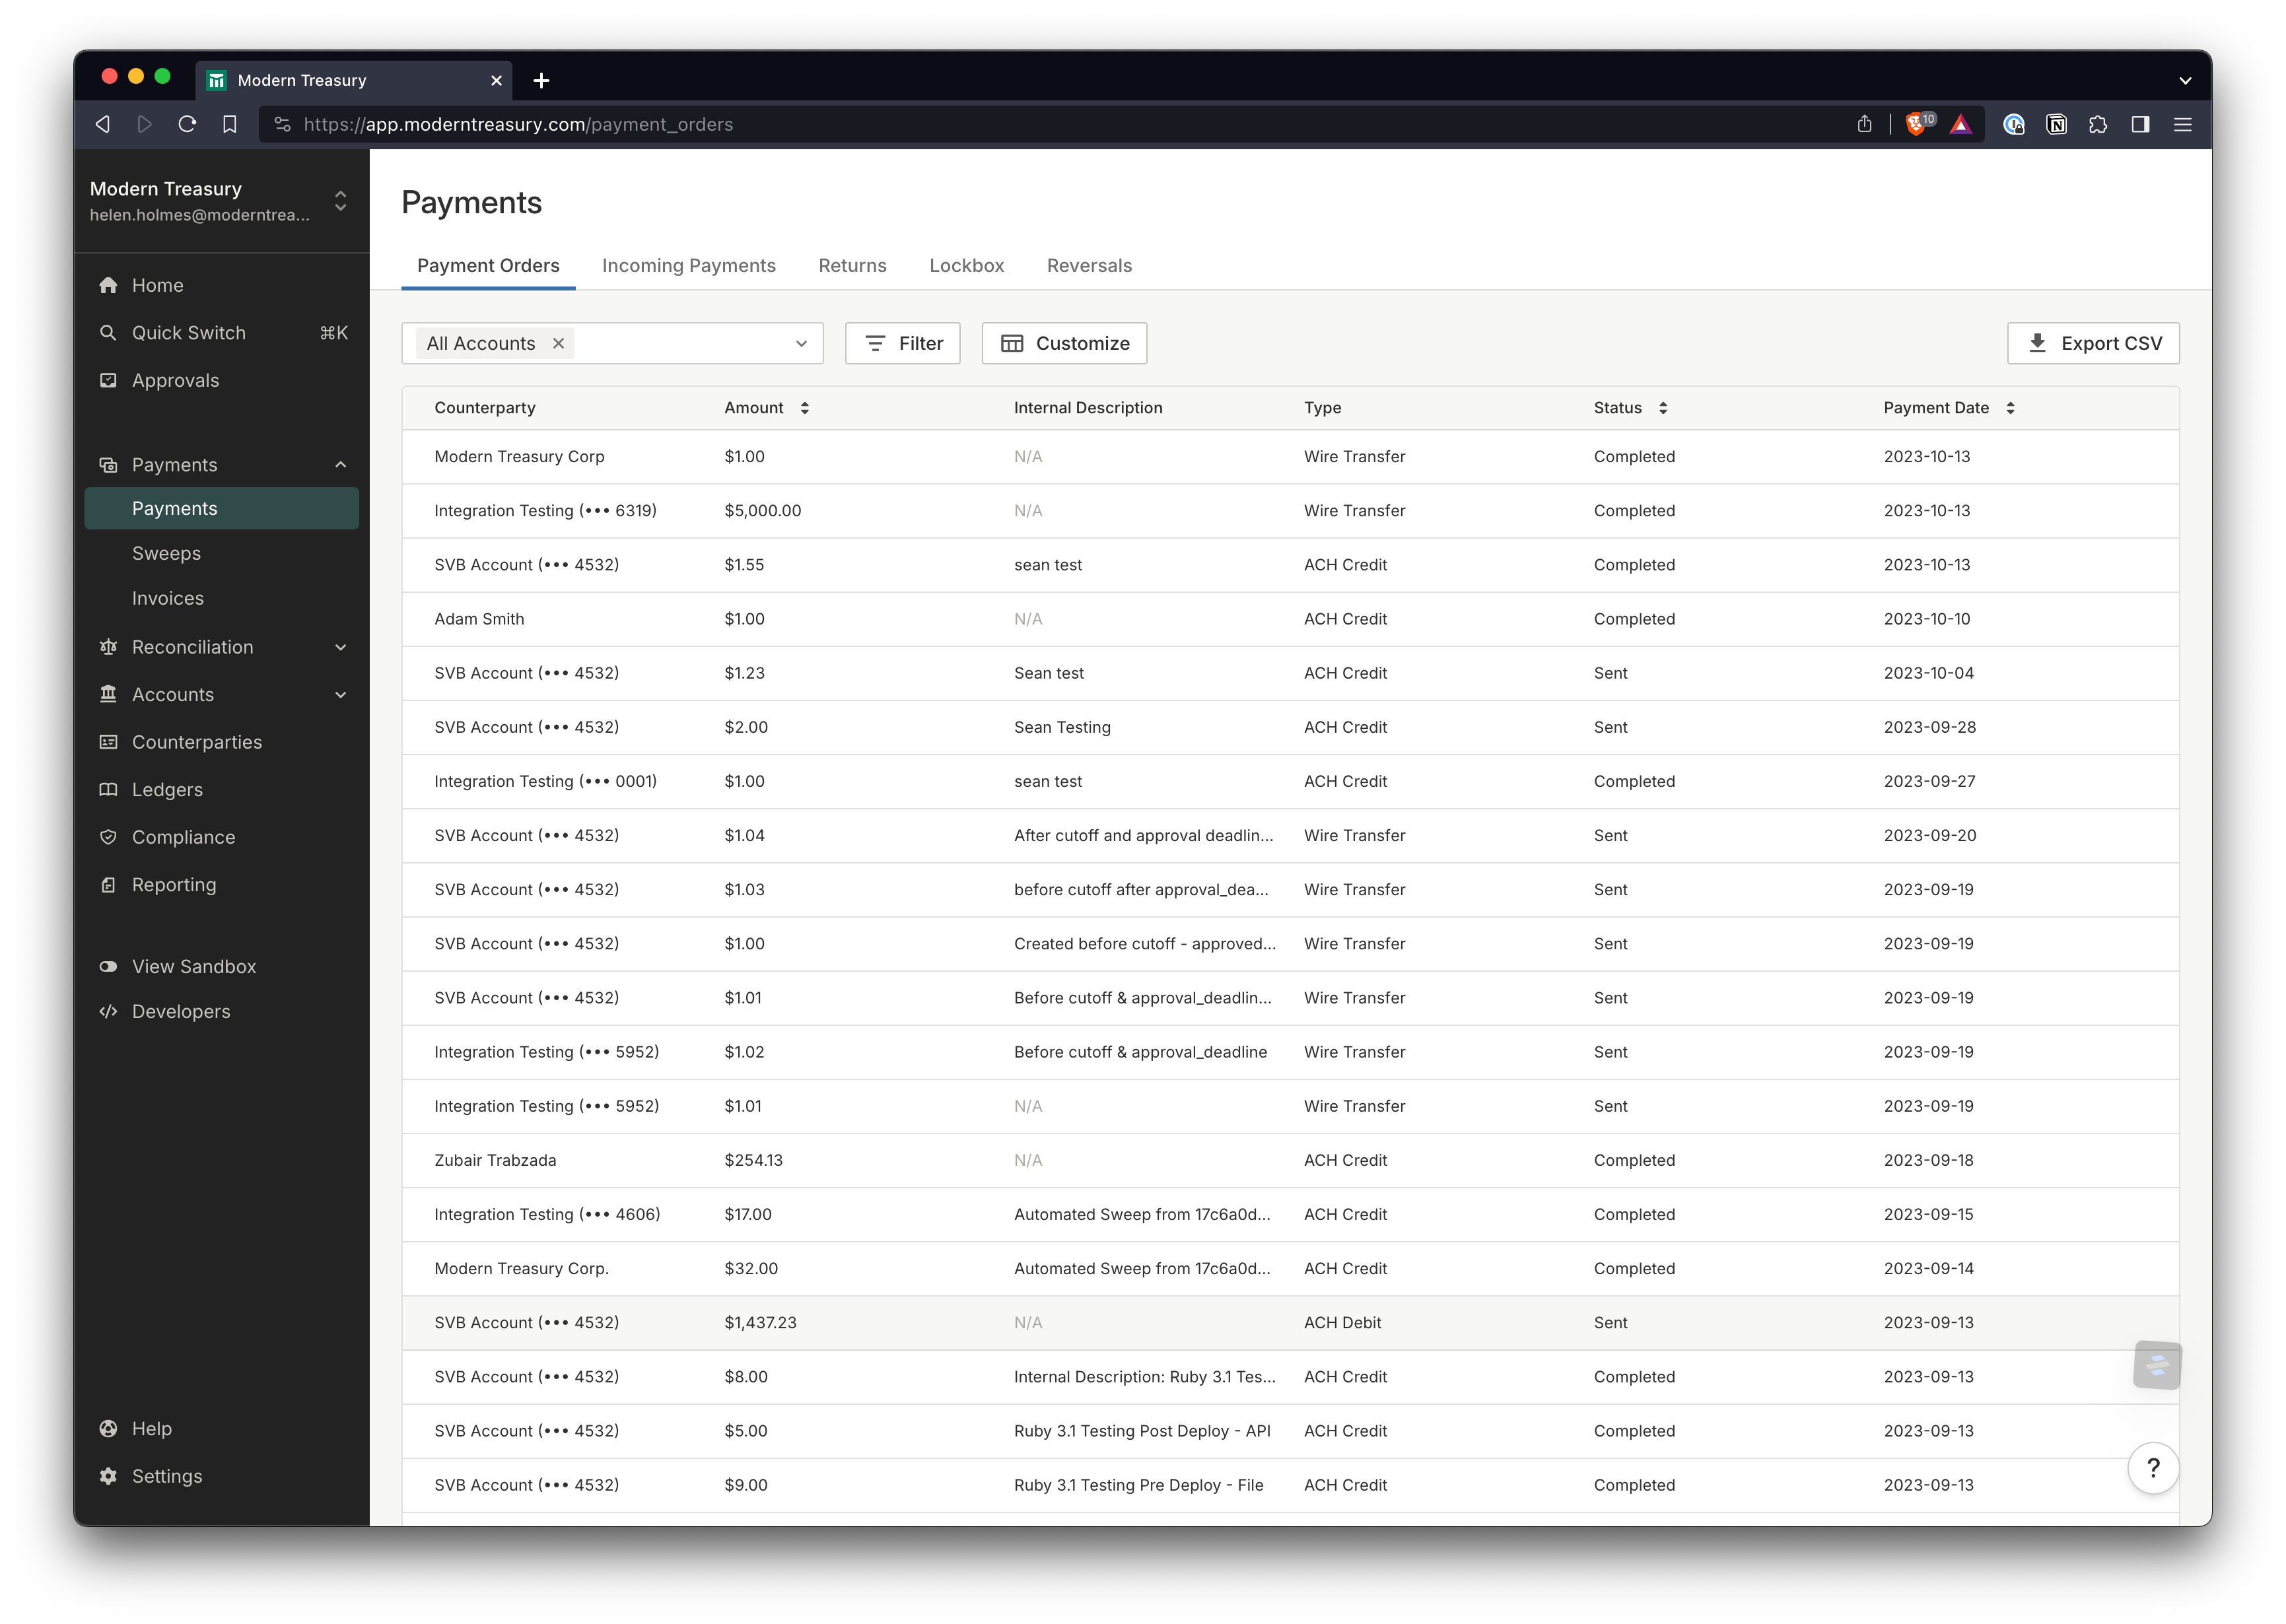 Modern Treasury
https://app.moderntreasury.com/payment_orders
10
Modern Treasury
helen.holmes@moderntrea...
Home
Quick Switch ⌘K
Approvals
Payments
Payments
Sweeps
Invoices
Reconciliation
Accounts
Counterparties
Ledgers
Compliance
Reporting
View Sandbox
Developers
Help
Settings
Payments
Payment Orders Incoming Payments Returns Lockbox Reversals
All Accounts Filter Customize Export CSV
Counterparty Amount Internal Description Type Status Payment Date
Modern Treasury Corp $1.00 N/A Wire Transfer Completed 2023-10-13
Integration Testing (••• 6319) $5,000.00 N/A Wire Transfer Completed 2023-10-13
SVB Account (••• 4532) $1.55 sean test ACH Credit Completed 2023-10-13
Adam Smith $1.00 N/A ACH Credit Completed 2023-10-10
SVB Account (••• 4532) $1.23 Sean test ACH Credit Sent 2023-10-04
SVB Account (••• 4532) $2.00 Sean Testing ACH Credit Sent 2023-09-28
Integration Testing (••• 0001) $1.00 sean test ACH Credit Completed 2023-09-27
SVB Account (••• 4532) $1.04 After cutoff and approval deadlin... Wire Transfer Sent 2023-09-20
SVB Account (••• 4532) $1.03 before cutoff after approval_dea... Wire Transfer Sent 2023-09-19
SVB Account (••• 4532) $1.00 Created before cutoff - approved... Wire Transfer Sent 2023-09-19
SVB Account (••• 4532) $1.01 Before cutoff & approval_deadlin... Wire Transfer Sent 2023-09-19
Integration Testing (••• 5952) $1.02 Before cutoff & approval_deadline Wire Transfer Sent 2023-09-19
Integration Testing (••• 5952) $1.01 N/A Wire Transfer Sent 2023-09-19
Zubair Trabzada $254.13 N/A ACH Credit Completed 2023-09-18
Integration Testing (••• 4606) $17.00 Automated Sweep from 17c6a0d... ACH Credit Completed 2023-09-15
Modern Treasury Corp. $32.00 Automated Sweep from 17c6a0d... ACH Credit Completed 2023-09-14
SVB Account (••• 4532) $1,437.23 N/A ACH Debit Sent 2023-09-13
SVB Account (••• 4532) $8.00 Internal Description: Ruby 3.1 Tes... ACH Credit Completed 2023-09-13
SVB Account (••• 4532) $5.00 Ruby 3.1 Testing Post Deploy - API ACH Credit Completed 2023-09-13
SVB Account (••• 4532) $9.00 Ruby 3.1 Testing Pre Deploy - File ACH Credit Completed 2023-09-13
?